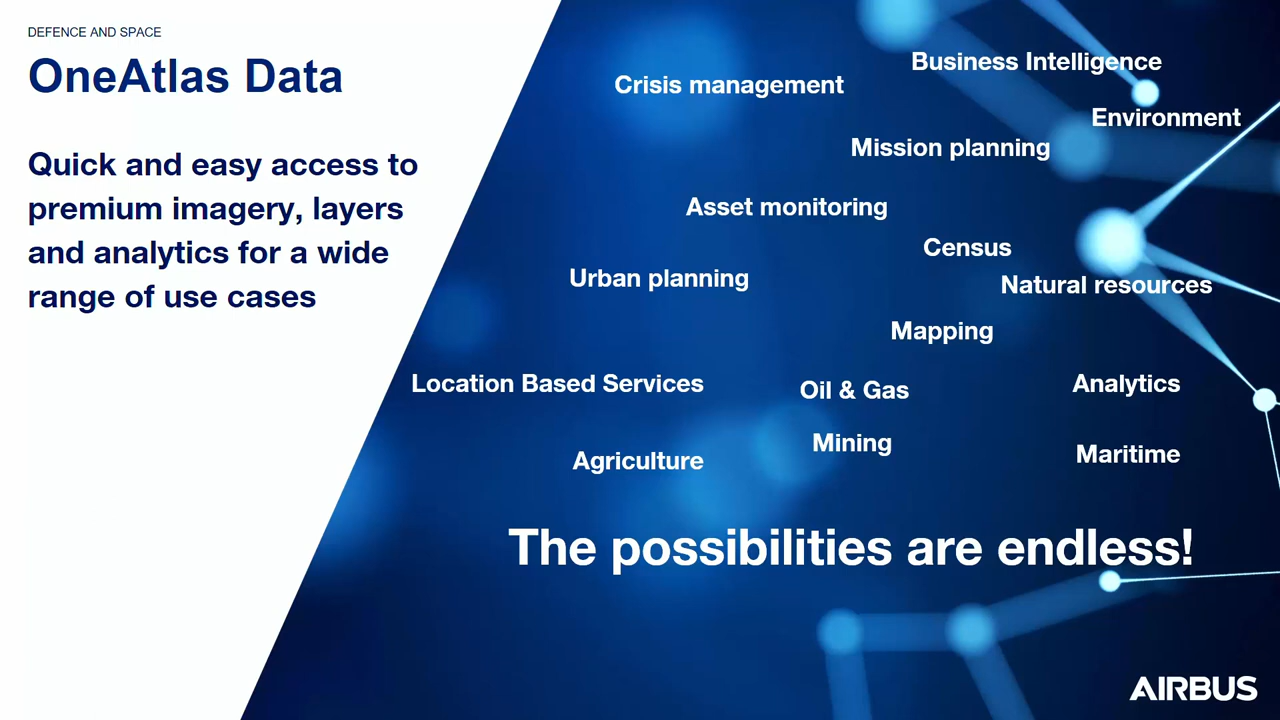 DEFENCE AND SPACE
OneAtlas Data
Quick and easy access to
premium imagery, layers
and analytics for a wide
range of use cases
Business Intelligence
Crisis management
Environment
Mission planning
Asset monitoring
Census
Urban planning
Natural resources
Mapping
Location Based Services
Oil & Gas
Analytics
Mining
Agriculture
Maritime
The possibilities are endless!
AIRBUS